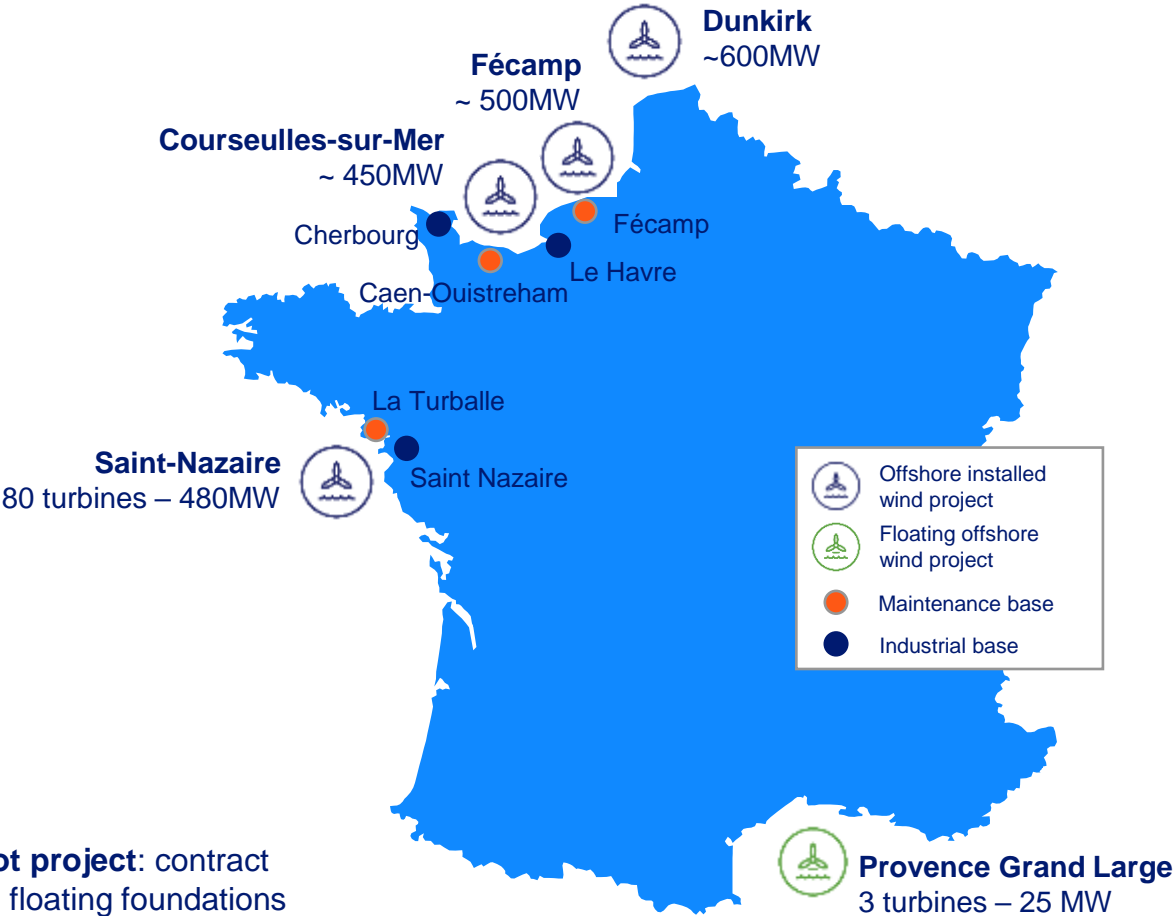 Dunkirk
~600MW
Fécamp
~ 500MW
Courseulles-sur-Mer
~ 450MW
Cherbourg
Fécamp
Le Havre
Caen-Ouistreham
La Turballe
Saint-Nazaire
80 turbines – 480MW
Saint Nazaire
Offshore installed
wind project
Floating offshore
wind project
Maintenance base
Industrial base
Provence Grand Large
3 turbines – 25 MW
project: contract
floating foundations